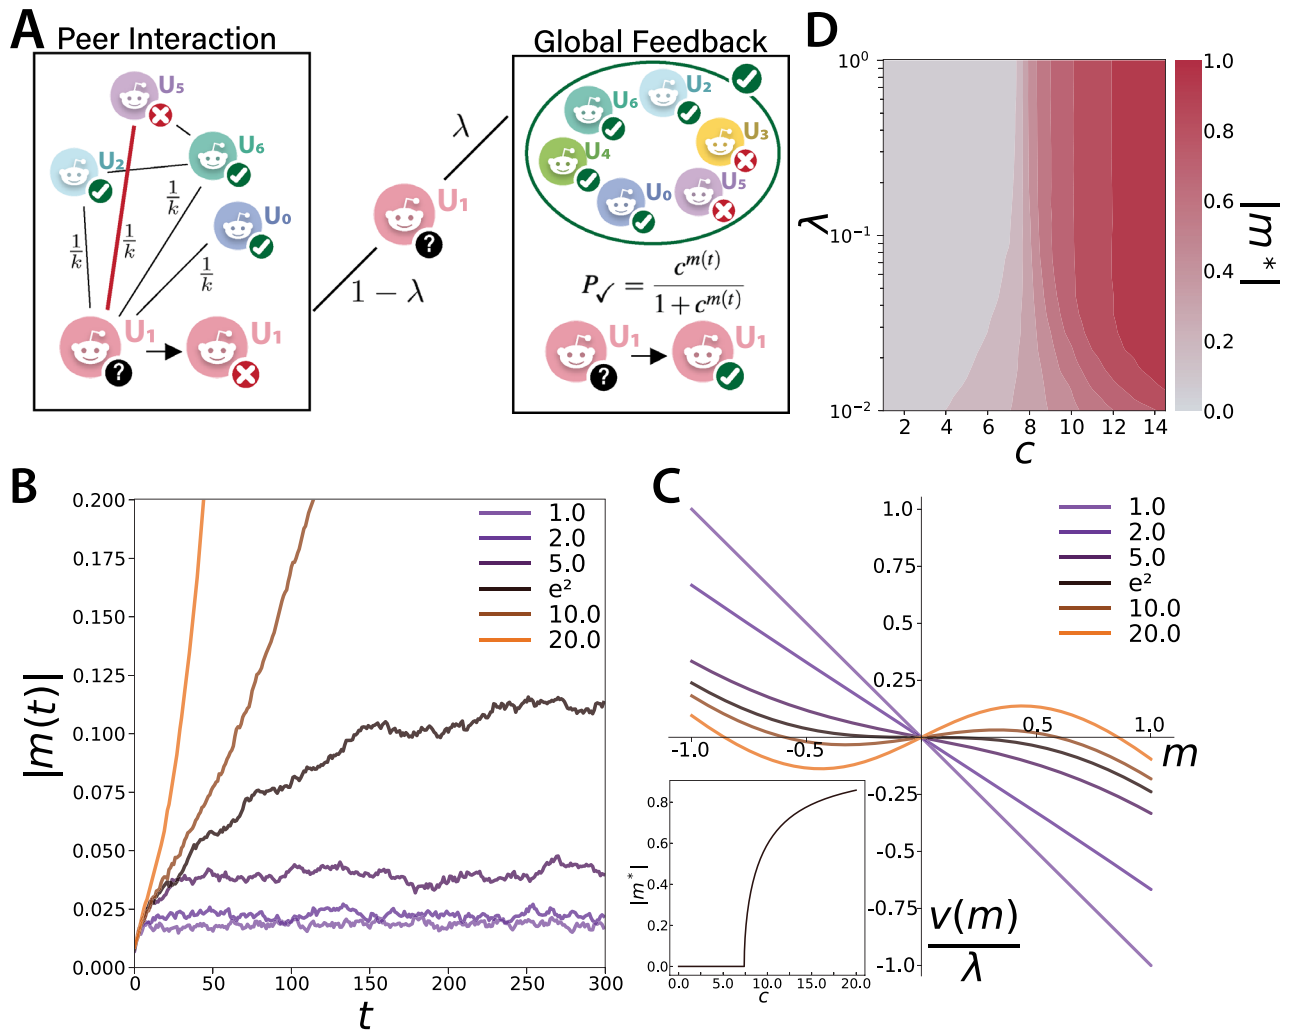 A Peer Interaction
U5
U6
U2
U0
1/k
1/k
1/k
1/k
U1
?
U1
λ
U1
?
1 − λ
Global Feedback
U6
U2
U3
U4
U5
U0
P✓ = c^m(t) / 1 + c^m(t)
U1
?
U1
D
10⁰
10⁻¹
10⁻²
λ
2 4 6 8 10 12 14
c
1.0
0.8
0.6
0.4
0.2
0.0
|m*|
B
0.200
0.175
0.150
0.125
0.100
0.075
0.050
0.025
0.000
|m(t)|
0 50 100 150 200 250 300
t
1.0
2.0
5.0
e²
10.0
20.0
C
1.0
0.75
0.5
0.25
-0.25
-0.5
-0.75
-1.0
-1.0 -0.5 0.5 1.0
m
v(m)/λ
1.0
2.0
5.0
e²
10.0
20.0
0.8
0.6
0.4
0.2
0.0
|m*|
0.0 5.0 10.0 15.0 20.0
c